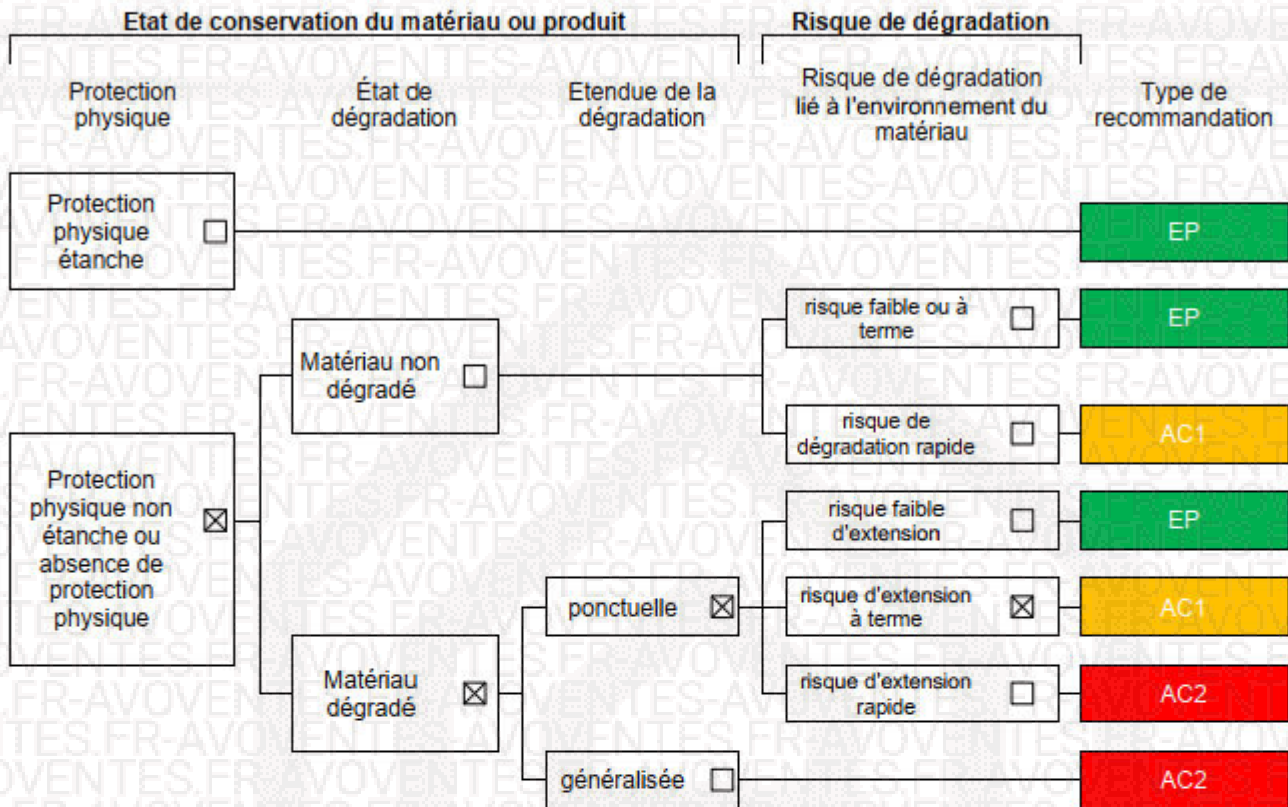 Etat de conservation du matériau ou produit
Risque de dégradation
Protection
physique
État de
dégradation
Etendue de la
dégradation
Risque de dégradation
lié à l'environnement du
matériau
Type de
recommandation
Protection
physique
étanche
EP
risque faible ou à
terme
EP
Matériau non
dégradé
risque de
dégradation rapide
AC1
Protection
physique non
étanche ou
absence de
protection
physique
risque faible
d'extension
EP
ponctuelle
risque d'extension
à terme
AC1
Matériau
dégradé
risque d'extension
rapide
AC2
généralisée
AC2